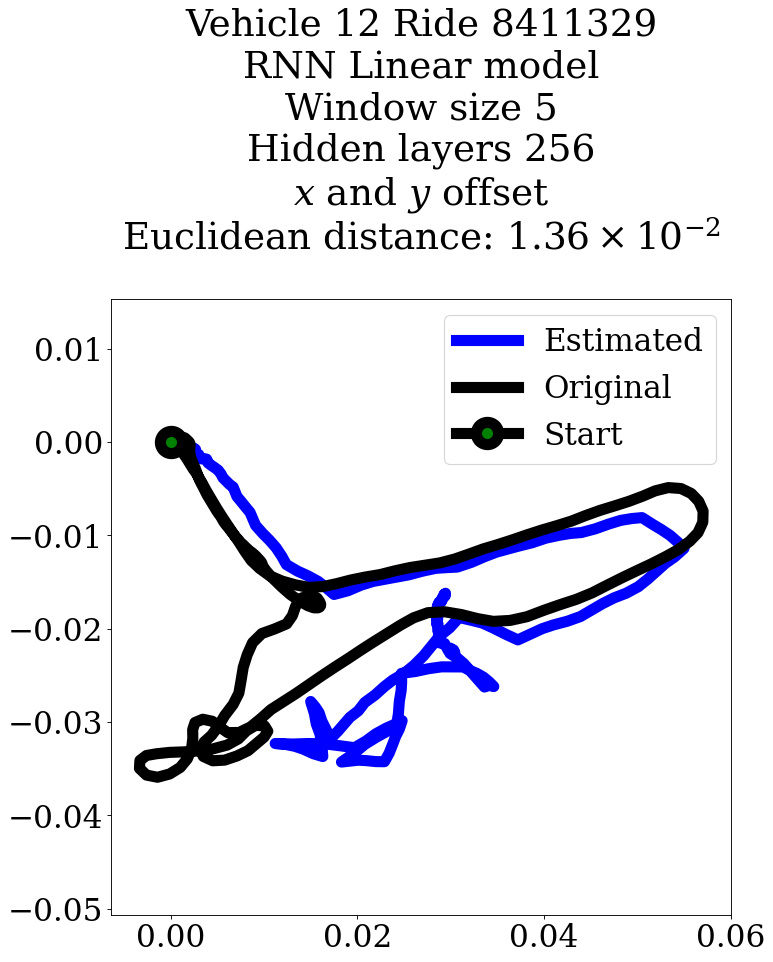 Vehicle 12 Ride 8411329
RNN Linear model
Window size 5
Hidden layers 256
x and y offset
Euclidean distance: 1.36 × 10⁻²
Estimated
Original
Start
0.01
0.00
−0.01
−0.02
−0.03
−0.04
−0.05
0.00 0.02 0.04 0.06